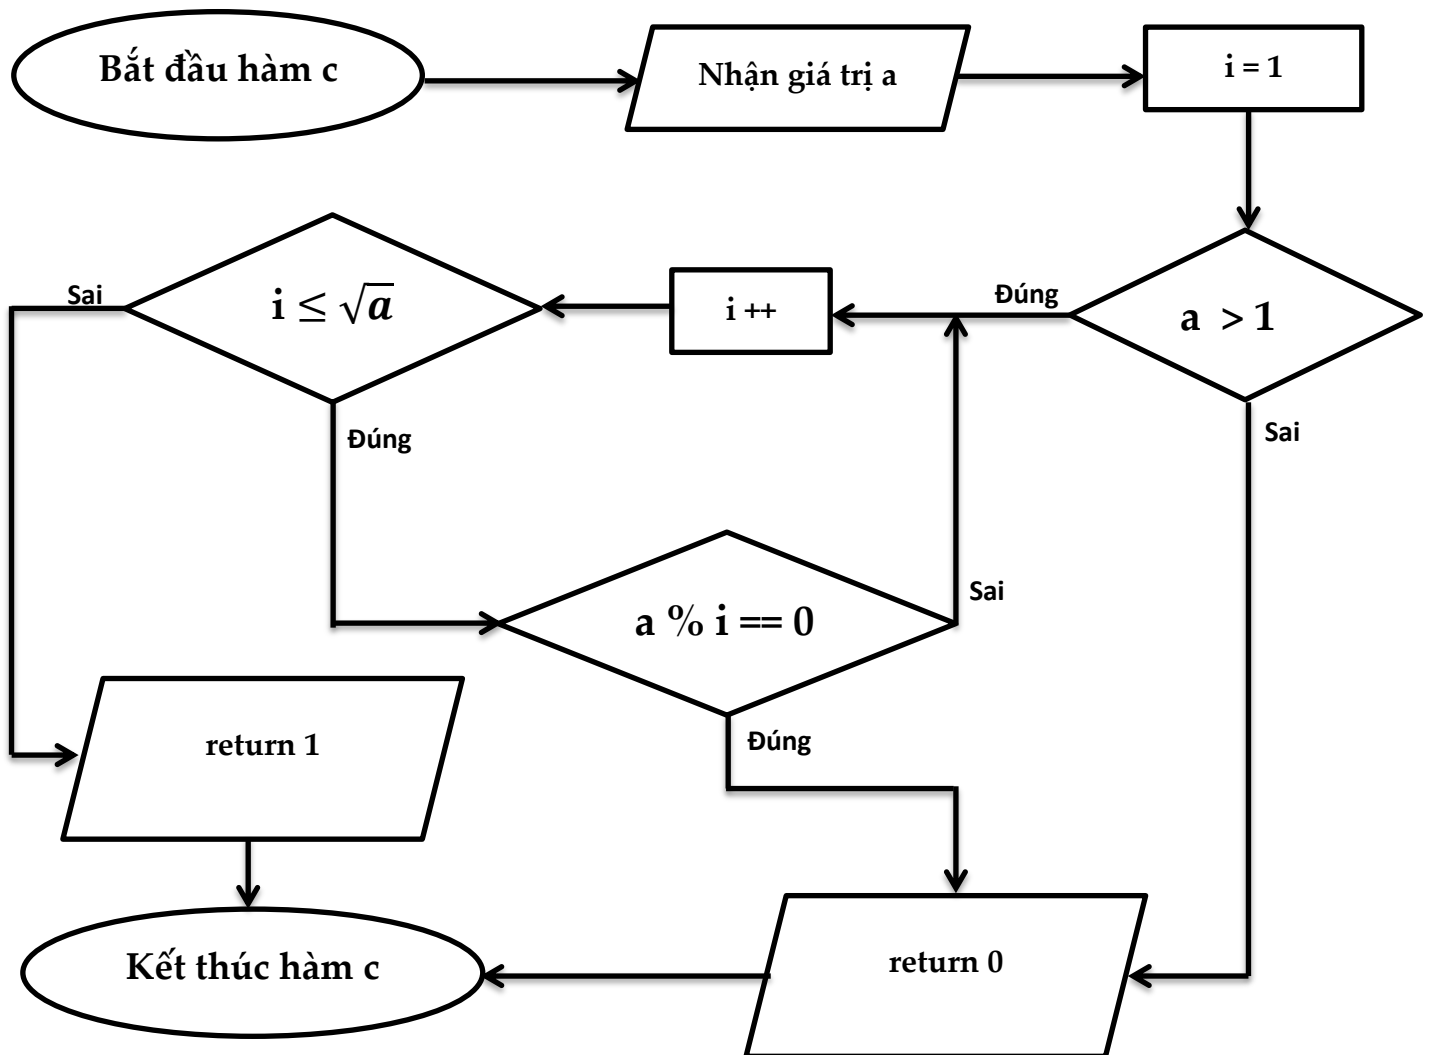 Bắt đầu hàm c
Nhận giá trị a
i = 1
a > 1
Đúng
Sai
i ++
i ≤ √a
Sai
Đúng
a % i == 0
Sai
Đúng
return 1
return 0
Kết thúc hàm c